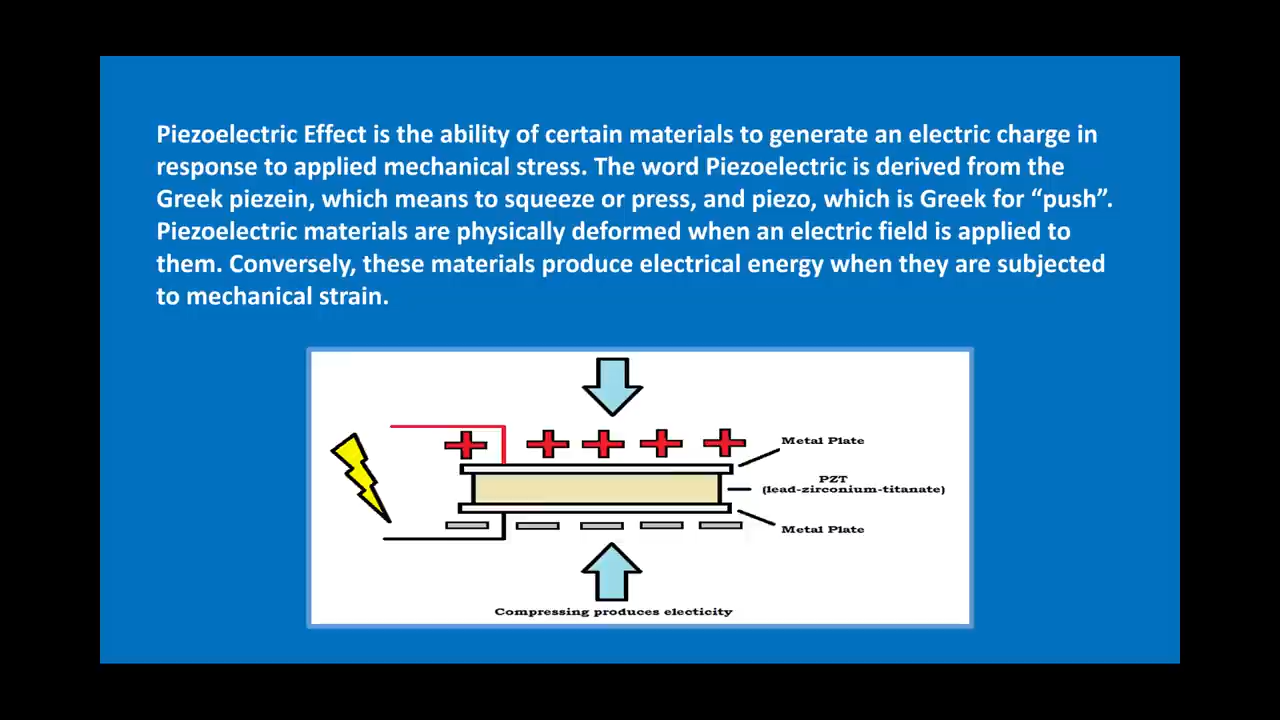 Piezoelectric Effect is the ability of certain materials to generate an electric charge in
response to applied mechanical stress. The word Piezoelectric is derived from the
Greek piezein, which means to squeeze or press, and piezo, which is Greek for “push”.
Piezoelectric materials are physically deformed when an electric field is applied to
them. Conversely, these materials produce electrical energy when they are subjected
to mechanical strain.
Metal Plate
PZT
(lead-zirconium-titanate)
Metal Plate
Compressing produces electicity